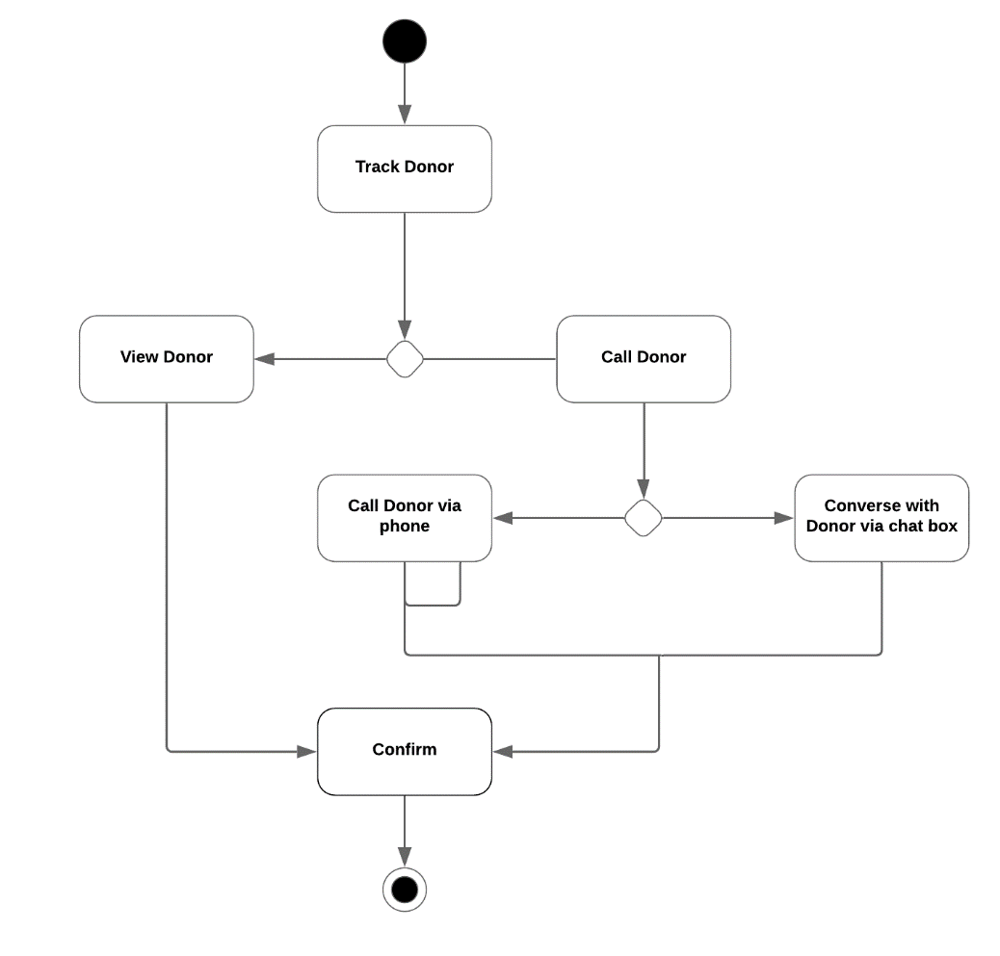 Track Donor
View Donor
Call Donor
Call Donor via
phone
Converse with
Donor via chat box
Confirm